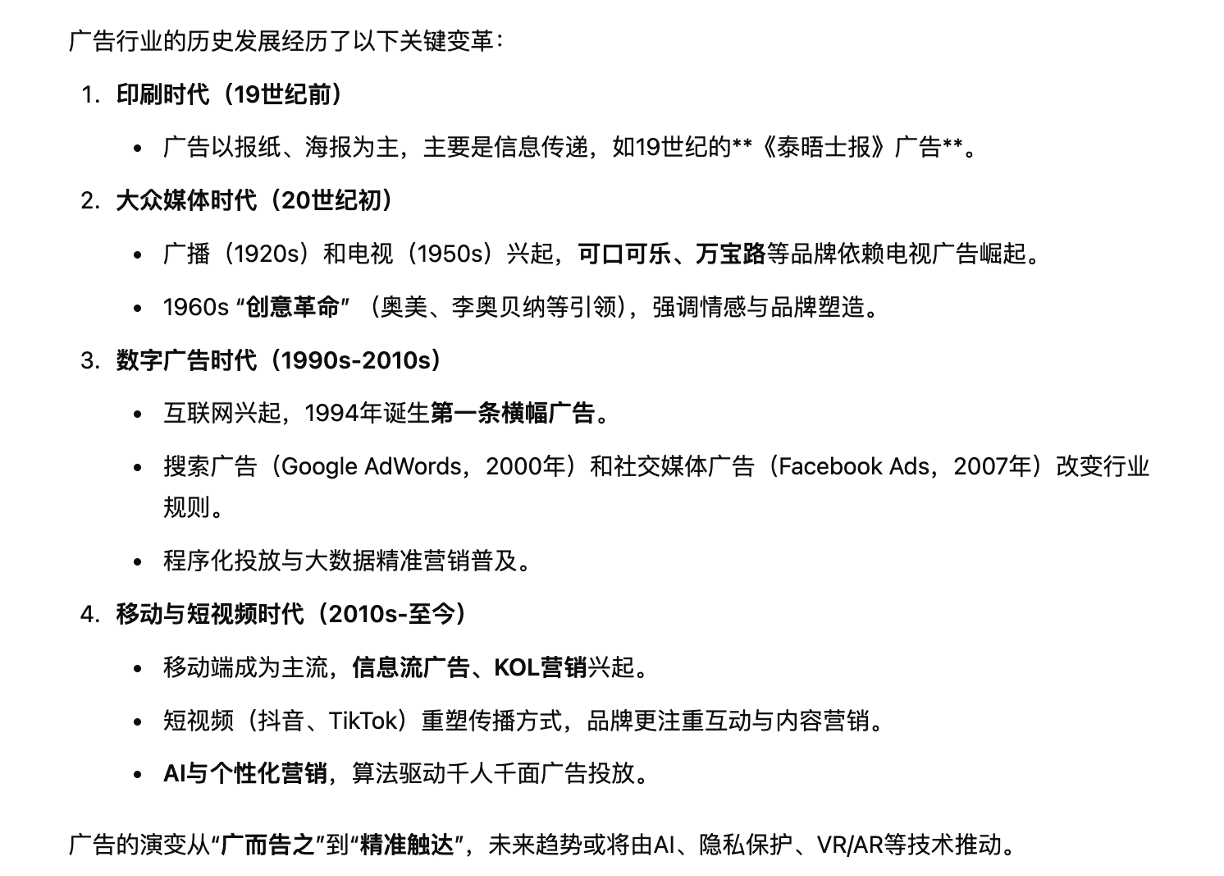 广告行业的历史发展经历了以下关键变革：
1. 印刷时代（19世纪前）
• 广告以报纸、海报为主，主要是信息传递，如19世纪的**《泰晤士报》广告**。
2. 大众媒体时代（20世纪初）
• 广播（1920s）和电视（1950s）兴起，可口可乐、万宝路等品牌依赖电视广告崛起。
• 1960s “创意革命” （奥美、李奥贝纳等引领），强调情感与品牌塑造。
3. 数字广告时代（1990s-2010s）
• 互联网兴起，1994年诞生第一条横幅广告。
• 搜索广告（Google AdWords，2000年）和社交媒体广告（Facebook Ads，2007年）改变行业
规则。
• 程序化投放与大数据精准营销普及。
4. 移动与短视频时代（2010s-至今）
• 移动端成为主流，信息流广告、KOL营销兴起。
• 短视频（抖音、TikTok）重塑传播方式，品牌更注重互动与内容营销。
• AI与个性化营销，算法驱动千人千面广告投放。
广告的演变从“广而告之”到“精准触达”，未来趋势或将由AI、隐私保护、VR/AR等技术推动。